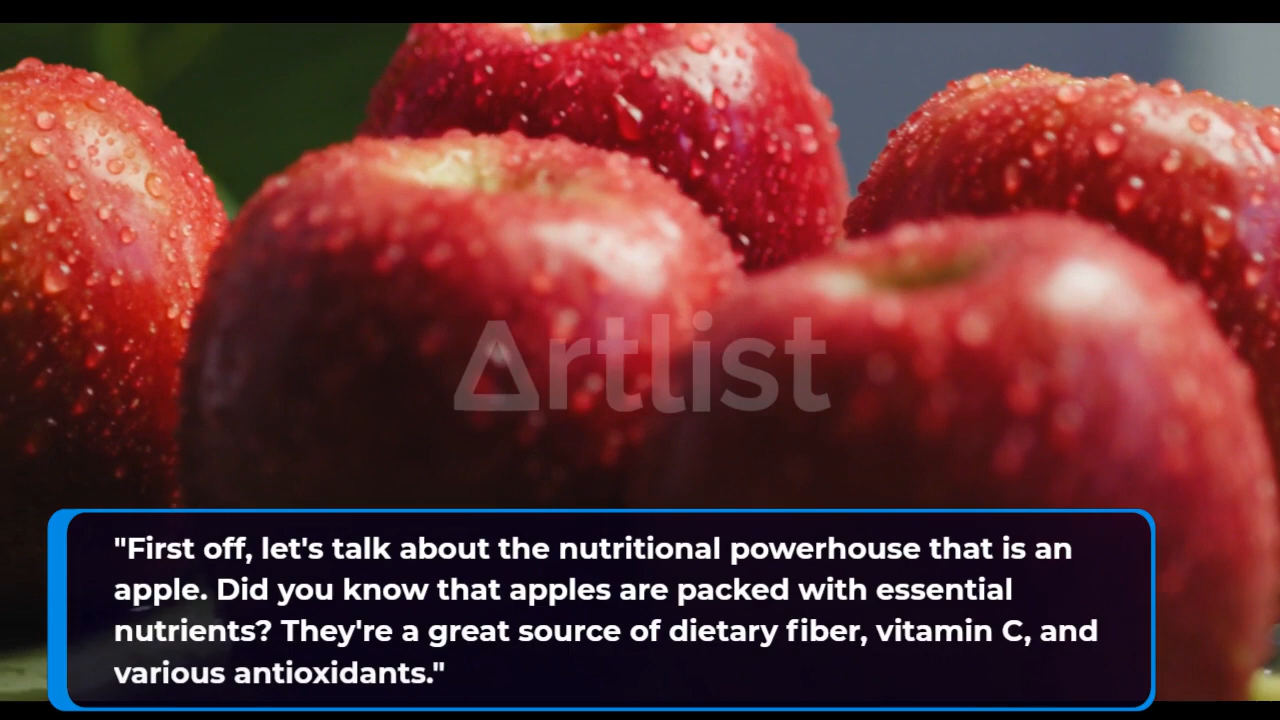 Artlist
"First off, let's talk about the nutritional powerhouse that is an
apple. Did you know that apples are packed with essential
nutrients? They're a great source of dietary fiber, vitamin C, and
various antioxidants."